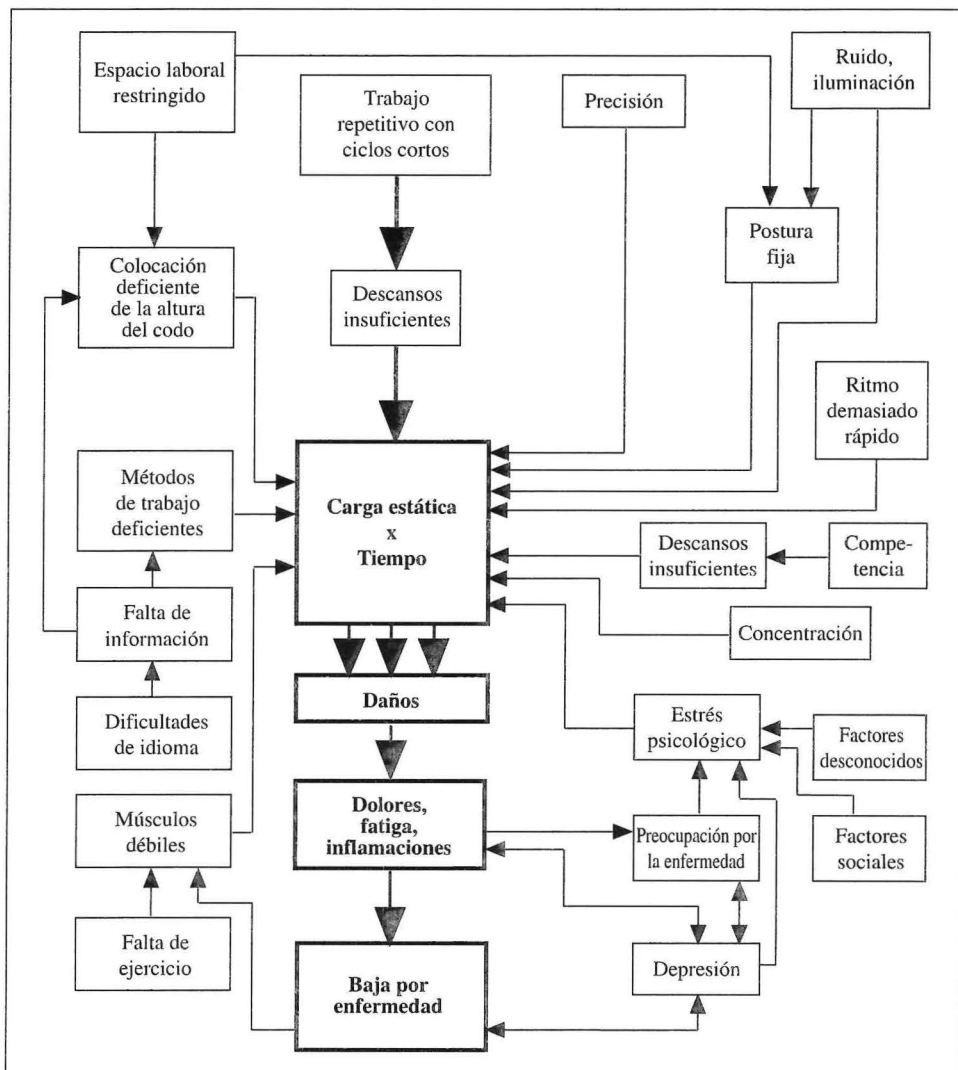 Espacio laboral
restringido
Trabajo
repetitivo con
ciclos cortos
Precisión
Ruido,
iluminación
Postura
fija
Colocación
deficiente
de la altura
del codo
Descansos
insuficientes
Ritmo
demasiado
rápido
Métodos
de trabajo
deficientes
Carga estática
x
Tiempo
Descansos
insuficientes
Compe-
tencia
Falta de
información
Concentración
Daños
Dificultades
de idioma
Estrés
psicológico
Factores
desconocidos
Músculos
débiles
Dolores,
fatiga,
inflamaciones
Preocupación por
la enfermedad
Factores
sociales
Falta de
ejercicio
Baja por
enfermedad
Depresión